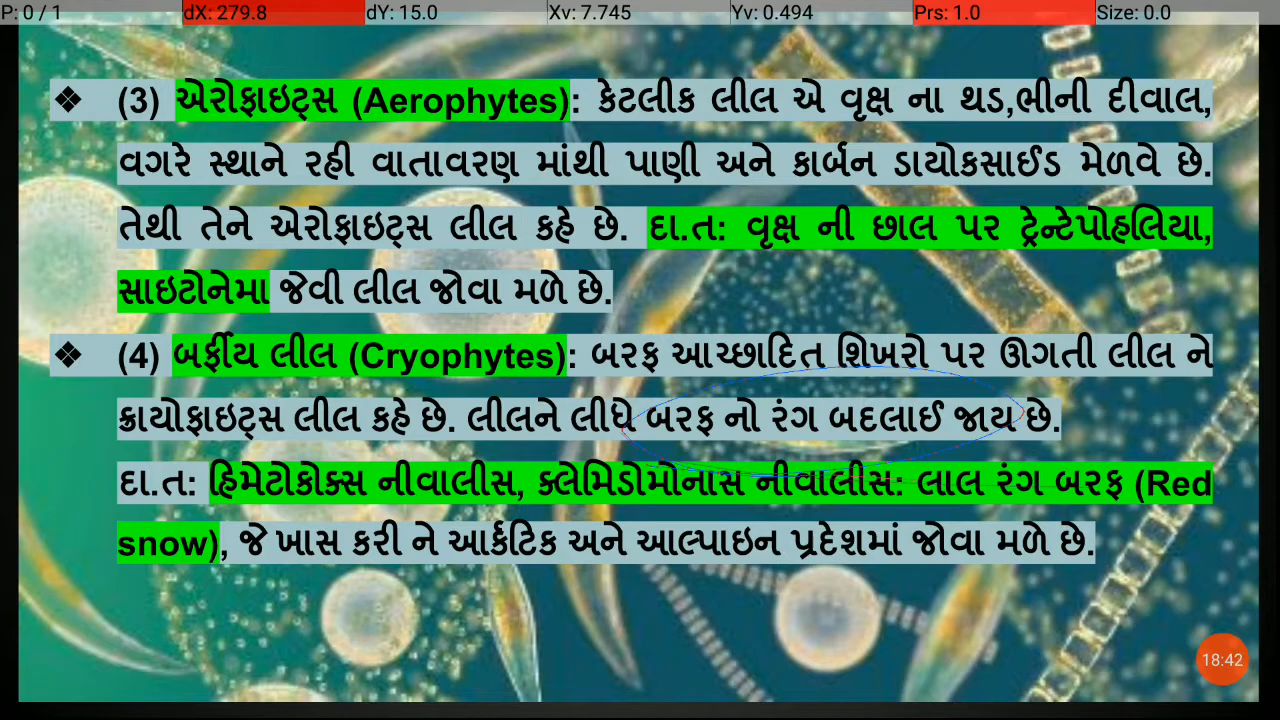 P: 0 / 1 dX: 279.8 dY: 15.0 Xv: 7.745 Yv: 0.494 Prs: 1.0 Size: 0.0
❖ (3) એરોફાઇટ્સ (Aerophytes): કેટલીક લીલ એ વૃક્ષ ના થડ,ભીની દીવાલ,
વગરે સ્થાને રહી વાતાવરણ માંથી પાણી અને કાર્બન ડાયોકસાઈડ મેળવે છે.
તેથી તેને એરોફાઇટ્સ લીલ કહે છે. દા.ત: વૃક્ષ ની છાલ પર ટ્રેન્ટેપોહલિયા,
સાઇટોનેમા જેવી લીલ જોવા મળે છે.
❖ (4) બર્ફીય લીલ (Cryophytes): બરફ આચ્છાદિત શિખરો પર ઊગતી લીલ ને
ક્રાયોફાઇટ્સ લીલ કહે છે. લીલને લીધે બરફ નો રંગ બદલાઈ જાય છે.
દા.ત: હિમેટોકોક્સ નીવાલીસ, ક્લેમિડોમોનાસ નીવાલીસ: લાલ રંગ બરફ (Red
snow), જે ખાસ કરી ને આર્કટિક અને આલ્પાઇન પ્રદેશમાં જોવા મળે છે.
18:42